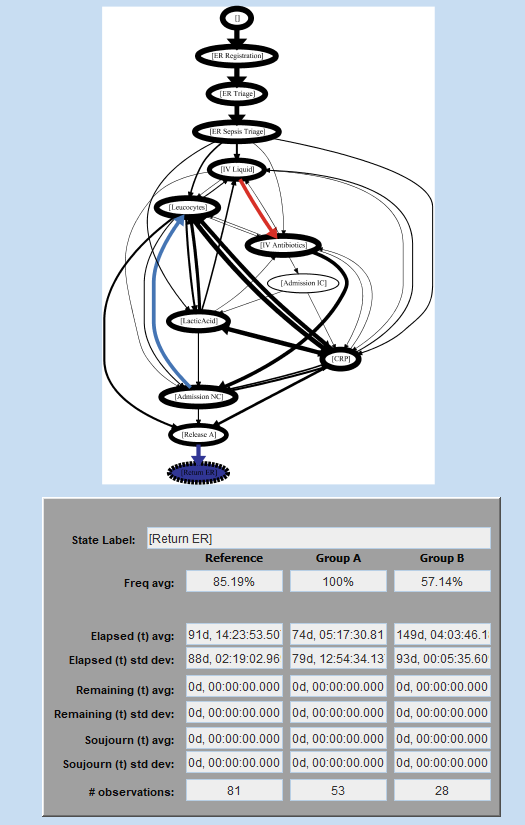 []
[ER Registration]
[ER Triage]
[ER Sepsis Triage]
[IV Liquid]
[Leucocytes]
[IV Antibiotics]
[Admission IC]
[LacticAcid]
[CRP]
[Admission NC]
[Release A]
[Return ER]
State Label: [Return ER]
Reference Group A Group B
Freq avg: 85.19% 100% 57.14%
Elapsed (t) avg: 91d, 14:23:53.50 74d, 05:17:30.81 149d, 04:03:46.1
Elapsed (t) std dev: 88d, 02:19:02.96 79d, 12:54:34.13 93d, 00:05:35.60
Remaining (t) avg: 0d, 00:00:00.000 0d, 00:00:00.000 0d, 00:00:00.000
Remaining (t) std dev: 0d, 00:00:00.000 0d, 00:00:00.000 0d, 00:00:00.000
Soujourn (t) avg: 0d, 00:00:00.000 0d, 00:00:00.000 0d, 00:00:00.000
Soujourn (t) std dev: 0d, 00:00:00.000 0d, 00:00:00.000 0d, 00:00:00.000
# observations: 81 53 28